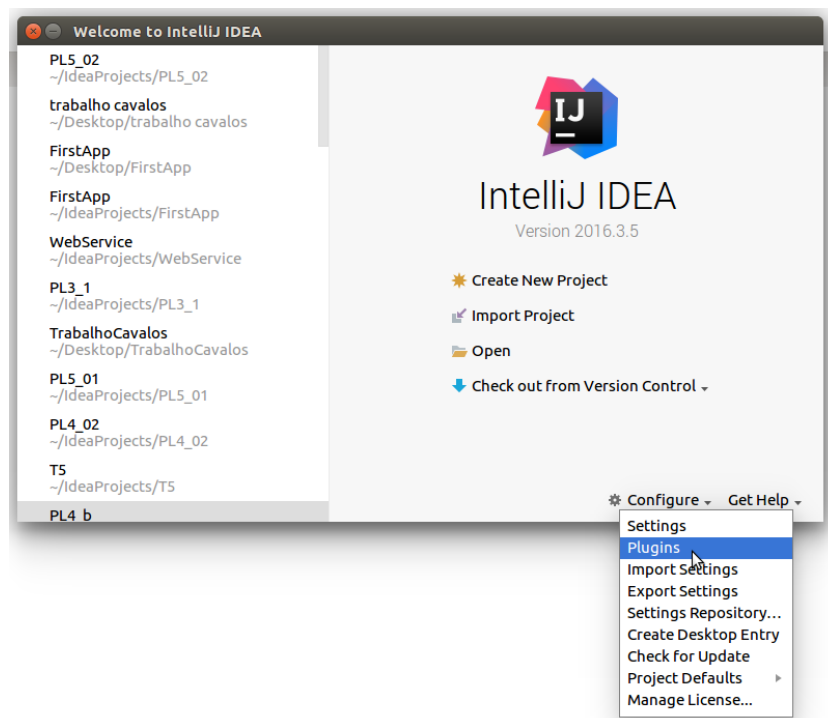 Welcome to IntelliJ IDEA
PL5_02
~/IdeaProjects/PL5_02
trabalho cavalos
~/Desktop/trabalho cavalos
FirstApp
~/Desktop/FirstApp
FirstApp
~/IdeaProjects/FirstApp
WebService
~/IdeaProjects/WebService
PL3_1
~/IdeaProjects/PL3_1
TrabalhoCavalos
~/Desktop/TrabalhoCavalos
PL5_01
~/IdeaProjects/PL5_01
PL4_02
~/IdeaProjects/PL4_02
T5
~/IdeaProjects/T5
PL4_b
IJ
IntelliJ IDEA
Version 2016.3.5
Create New Project
Import Project
Open
Check out from Version Control
Configure
Get Help
Settings
Plugins
Import Settings
Export Settings
Settings Repository...
Create Desktop Entry
Check for Update
Project Defaults
Manage License...